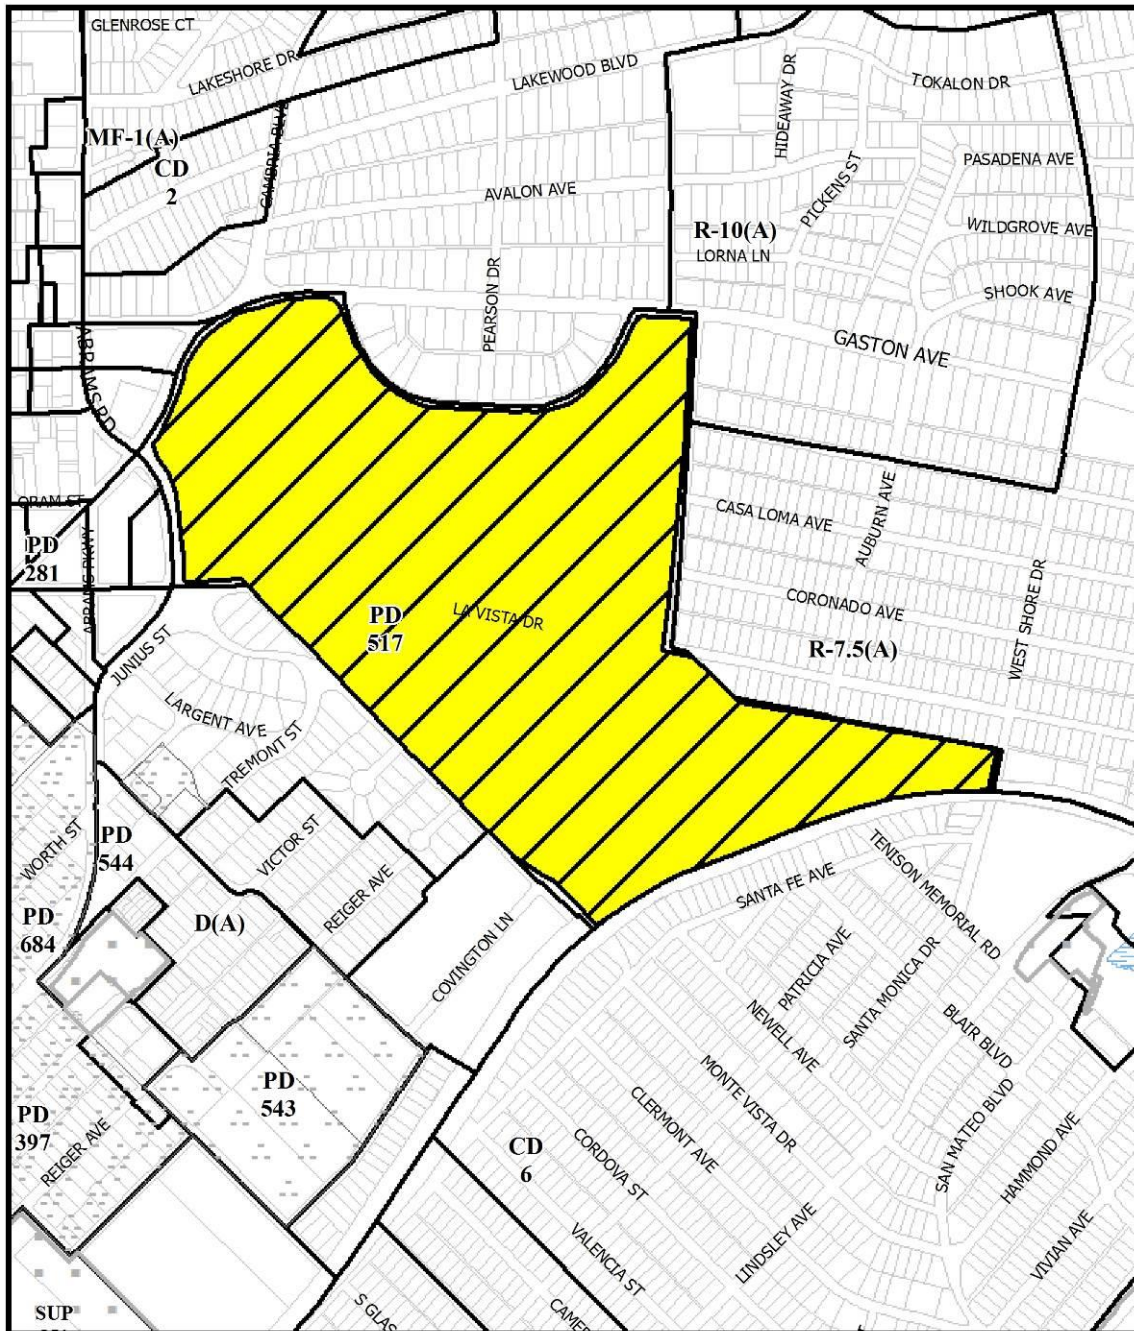 GLENROSE CT
LAKESHORE DR
LAKEWOOD BLVD
HIDEAWAY DR
TOKALON DR
MF-1(A)
CD
2
CAMBRIA BLVD
AVALON AVE
PICKENS ST
PASADENA AVE
R-10(A)
LORNA LN
WILDGROVE AVE
PEARSON DR
SHOOK AVE
GASTON AVE
ABRAMS RD
ORAM ST
PD
281
ABRAMS PKWY
CASA LOMA AVE
AUBURN AVE
PD
517
LA VISTA DR
CORONADO AVE
WEST SHORE DR
R-7.5(A)
JUNIUS ST
LARGENT AVE
TREMONT ST
WORTH ST
PD
544
VICTOR ST
REIGER AVE
SANTA FE AVE
TENISON MEMORIAL RD
PD
684
D(A)
COVINGTON LN
PATRICIA AVE
SANTA MONICA DR
NEWELL AVE
BLAIR BLVD
PD
543
MONTE VISTA DR
PD
397
REIGER AVE
CLERMONT AVE
SAN MATEO BLVD
HAMMOND AVE
CD
6
CORDOVA ST
LINDSLEY AVE
VALENCIA ST
VIVIAN AVE
SUP
S GLAS
CAMER